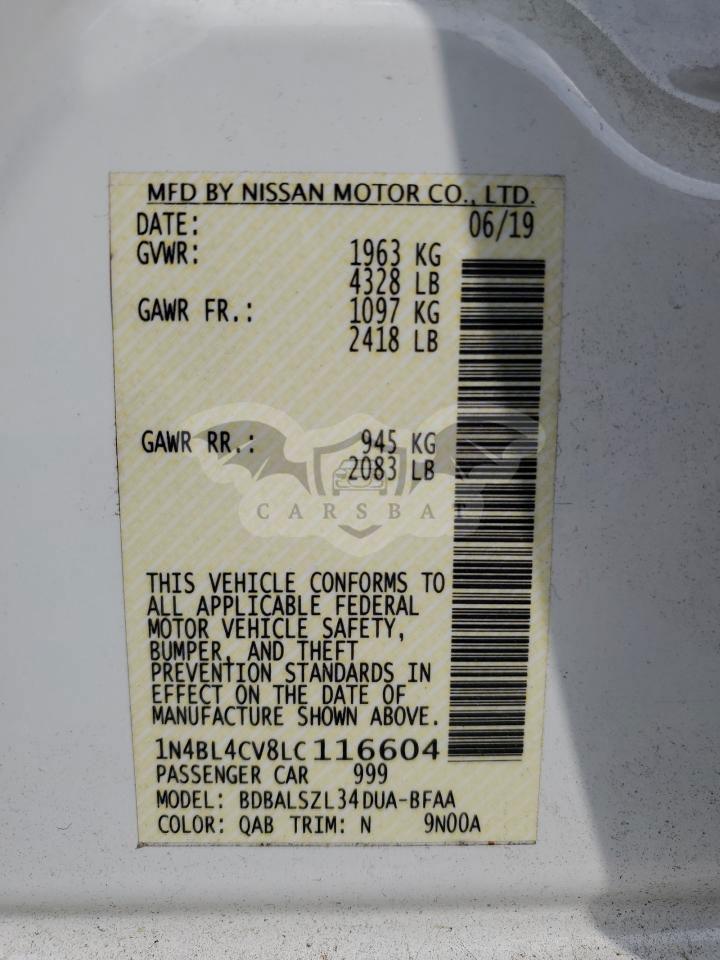 MFD BY NISSAN MOTOR CO., LTD.
DATE: 06/19
GVWR: 1963 KG
4328 LB
GAWR FR.: 1097 KG
2418 LB
GAWR RR.: 945 KG
2083 LB
CARSBAT
THIS VEHICLE CONFORMS TO
ALL APPLICABLE FEDERAL
MOTOR VEHICLE SAFETY,
BUMPER, AND THEFT
PREVENTION STANDARDS IN
EFFECT ON THE DATE OF
MANUFACTURE SHOWN ABOVE.
1N4BL4CV8LC116604
PASSENGER CAR 999
MODEL: BDBALSZL34DUA-BFAA
COLOR: QAB TRIM: N 9N00A